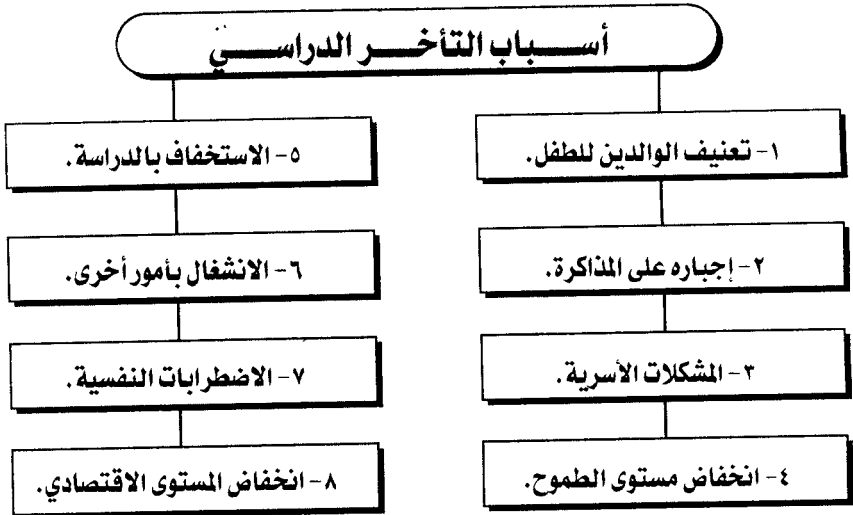 أسباب التأخر الدراسي
١- تعنيف الوالدين للطفل.
٢- إجباره على المذاكرة.
٣- المشكلات الأسرية.
٤- انخفاض مستوى الطموح.
٥- الاستخفاف بالدراسة.
٦- الانشغال بأمور أخرى.
٧- الاضطرابات النفسية.
٨- انخفاض المستوى الاقتصادي.